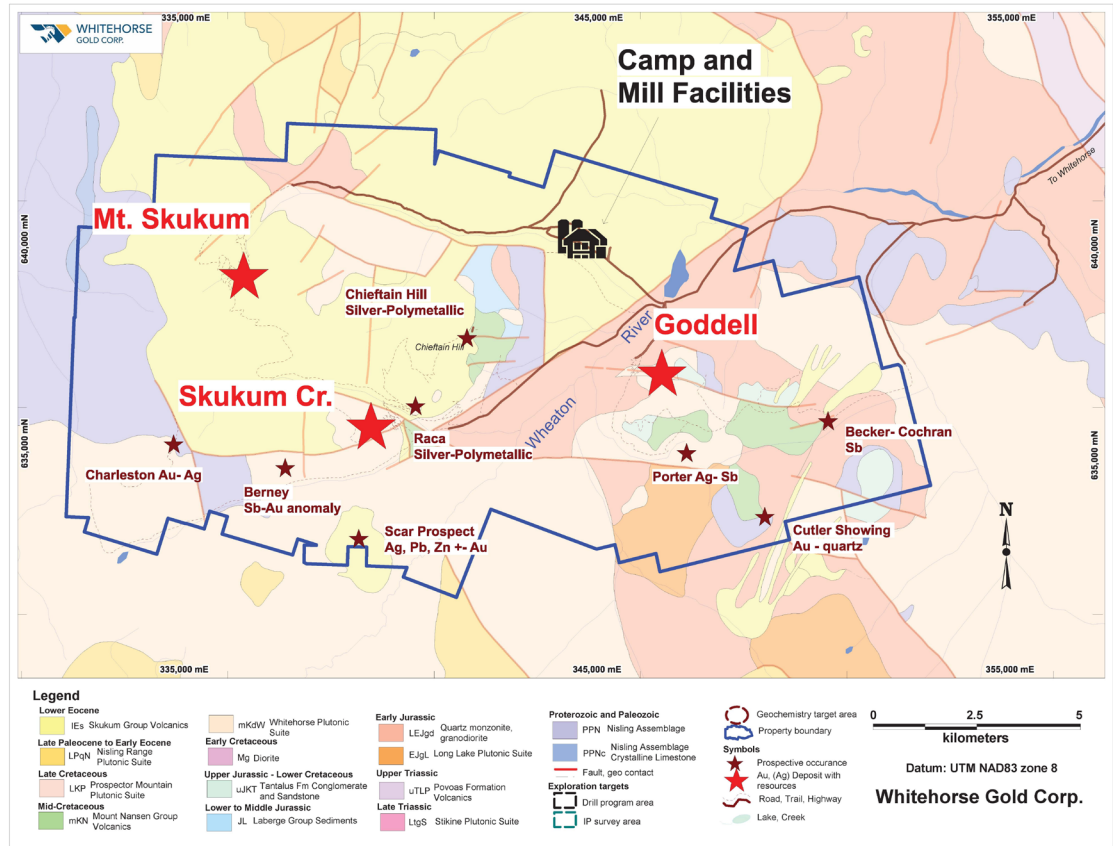 335,000 mE
345,000 mE
355,000 mE
WHITEHORSE
GOLD CORP.
Camp and
Mill Facilities
To Whitehorse
640,000 mN
640,000 mN
Mt. Skukum
Chieftain Hill
Silver-Polymetallic
Chieftain Hill
River
Goddell
Skukum Cr.
Wheaton
Raca
Silver-Polymetallic
Becker- Cochran
Sb
635,000 mN
635,000 mN
Charleston Au- Ag
Berney
Sb-Au anomaly
Porter Ag- Sb
Scar Prospect
Ag, Pb, Zn +- Au
Cutler Showing
Au - quartz
N
335,000 mE
345,000 mE
355,000 mE
Legend
Lower Eocene
IEs Skukum Group Volcanics
Late Paleocene to Early Eocene
LPqN Nisling Range
Plutonic Suite
Late Cretaceous
LKP Prospector Mountain
Plutonic Suite
Mid-Cretaceous
mKN Mount Nansen Group
Volcanics
mKdW Whitehorse Plutonic
Suite
Early Cretaceous
Mg Diorite
Upper Jurassic - Lower Cretaceous
uJKT Tantalus Fm Conglomerate
and Sandstone
Lower to Middle Jurassic
JL Laberge Group Sediments
Early Jurassic
LEJgd Quartz monzonite,
granodiorite
EJgL Long Lake Plutonic Suite
Upper Triassic
uTLP Povoas Formation
Volcanics
Late Triassic
LtgS Stikine Plutonic Suite
Proterozoic and Paleozoic
PPN Nisling Assemblage
PPNc Nisling Assemblage
Crystalline Limestone
Fault, geo contact
Exploration targets
Drill program area
IP survey area
Geochemistry target area
Property boundary
Symbols
Prospective occurance
Au, (Ag) Deposit with
resources
Road, Trail, Highway
Lake, Creek
0 2.5 5
kilometers
Datum: UTM NAD83 zone 8
Whitehorse Gold Corp.